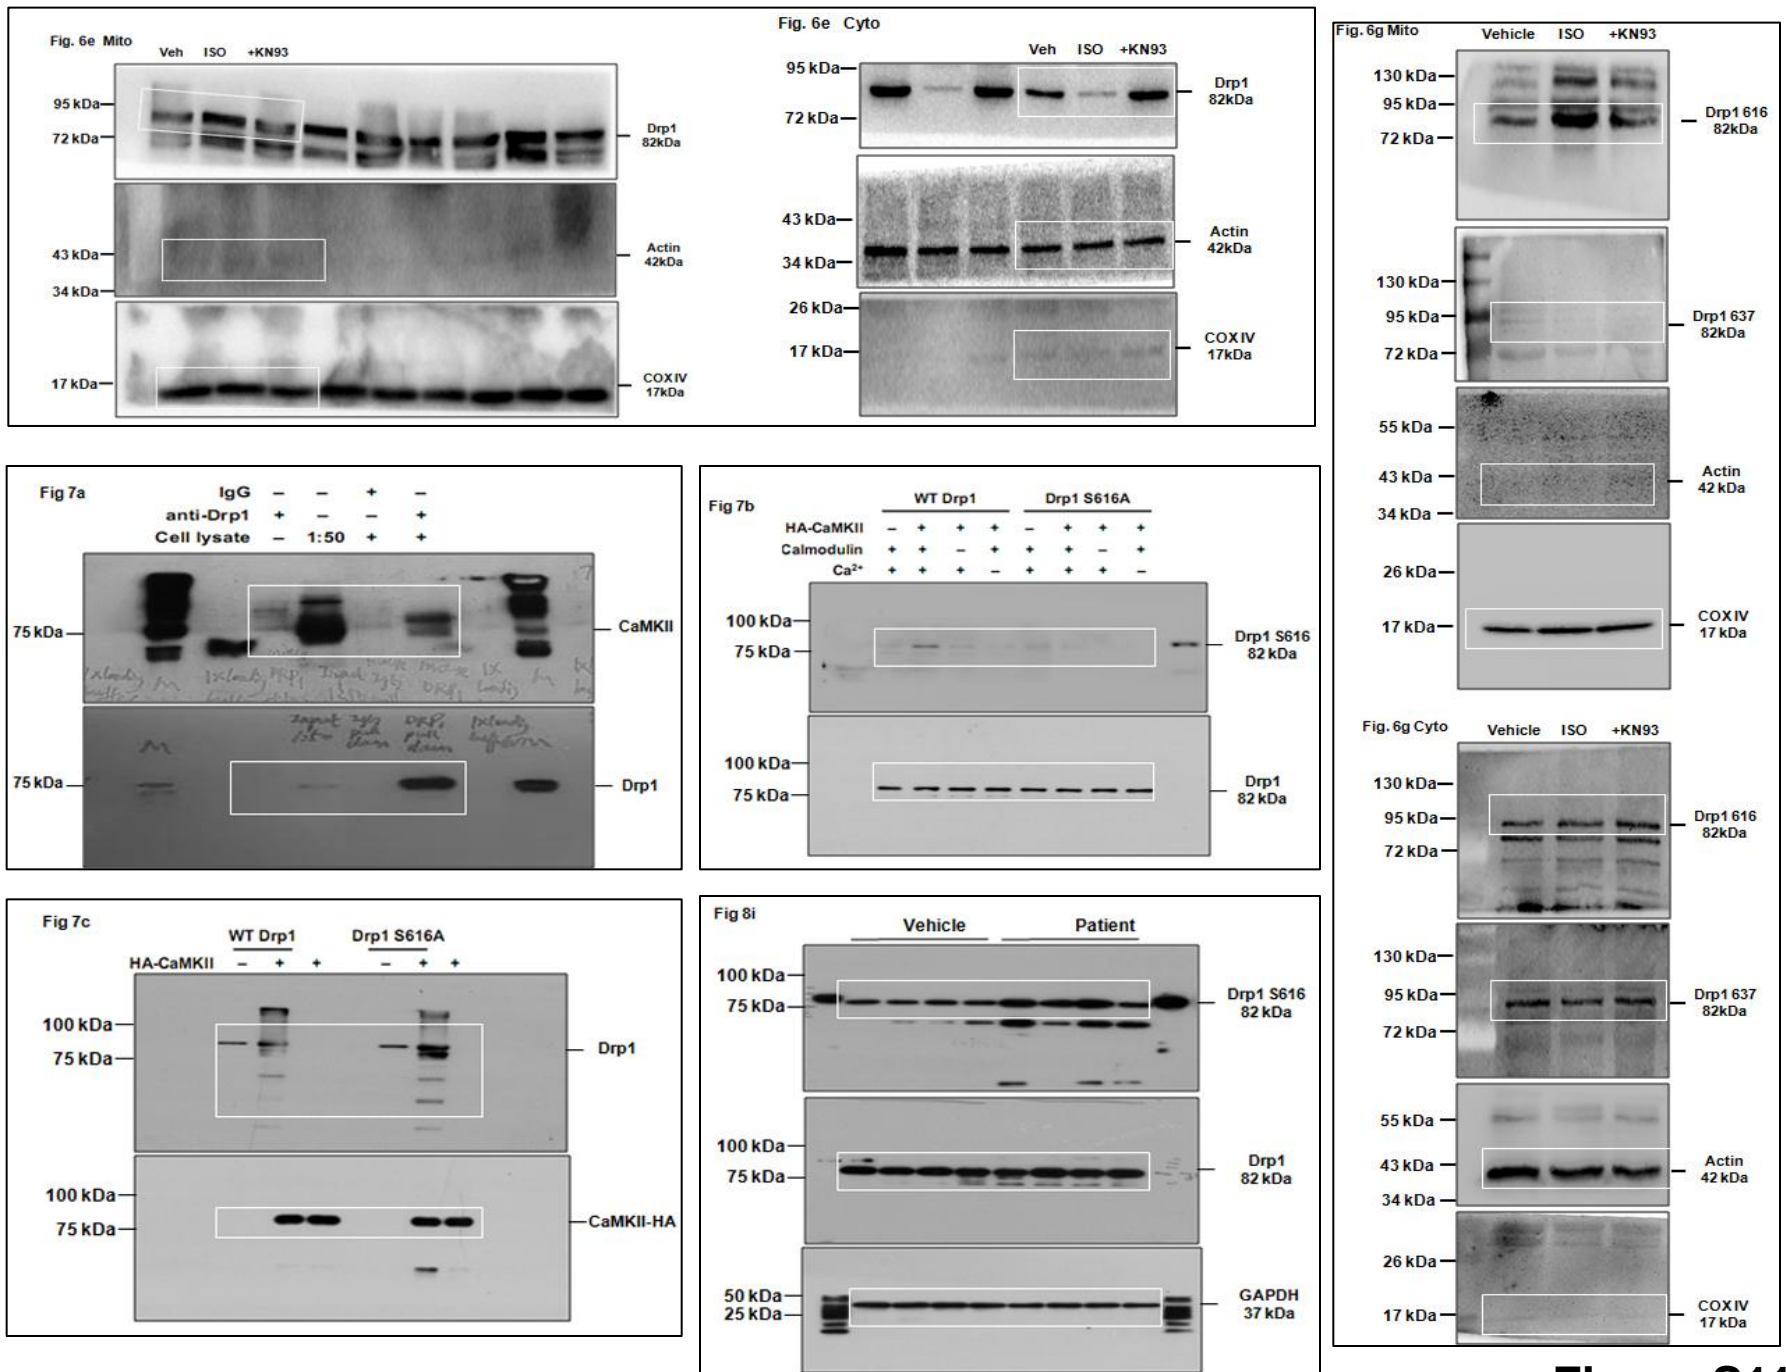 Fig. 6e Mito
Veh ISO +KN93
95 kDa
72 kDa
Drp1
82kDa
43 kDa
34 kDa
Actin
42kDa
17 kDa
COX IV
17kDa
Fig. 6e Cyto
Veh ISO +KN93
95 kDa
72 kDa
Drp1
82kDa
43 kDa
34 kDa
Actin
42kDa
26 kDa
17 kDa
COX IV
17kDa
Fig. 6g Mito
Vehicle ISO +KN93
130 kDa
95 kDa
72 kDa
Drp1 616
82kDa
130 kDa
95 kDa
72 kDa
Drp1 637
82kDa
55 kDa
43 kDa
34 kDa
Actin
42 kDa
26 kDa
17 kDa
COX IV
17 kDa
Fig 7a
IgG – – + –
anti-Drp1 + – – +
Cell lysate – 1:50 + +
75 kDa
CaMKII
75 kDa
Drp1
Fig 7b
WT Drp1 Drp1 S616A
HA-CaMKII – + + + – + + +
Calmodulin + + – + + + – +
Ca²⁺ + + + – + + + –
100 kDa
75 kDa
Drp1 S616
82 kDa
100 kDa
75 kDa
Drp1
82 kDa
Fig. 6g Cyto
Vehicle ISO +KN93
130 kDa
95 kDa
72 kDa
Drp1 616
82kDa
130 kDa
95 kDa
72 kDa
Drp1 637
82kDa
55 kDa
43 kDa
34 kDa
Actin
42 kDa
26 kDa
17 kDa
COX IV
17 kDa
Fig 7c
WT Drp1 Drp1 S616A
HA-CaMKII – + + – + +
100 kDa
75 kDa
Drp1
100 kDa
75 kDa
CaMKII-HA
Fig 8i
Vehicle Patient
100 kDa
75 kDa
Drp1 S616
82 kDa
100 kDa
75 kDa
Drp1
82 kDa
50 kDa
25 kDa
GAPDH
37 kDa